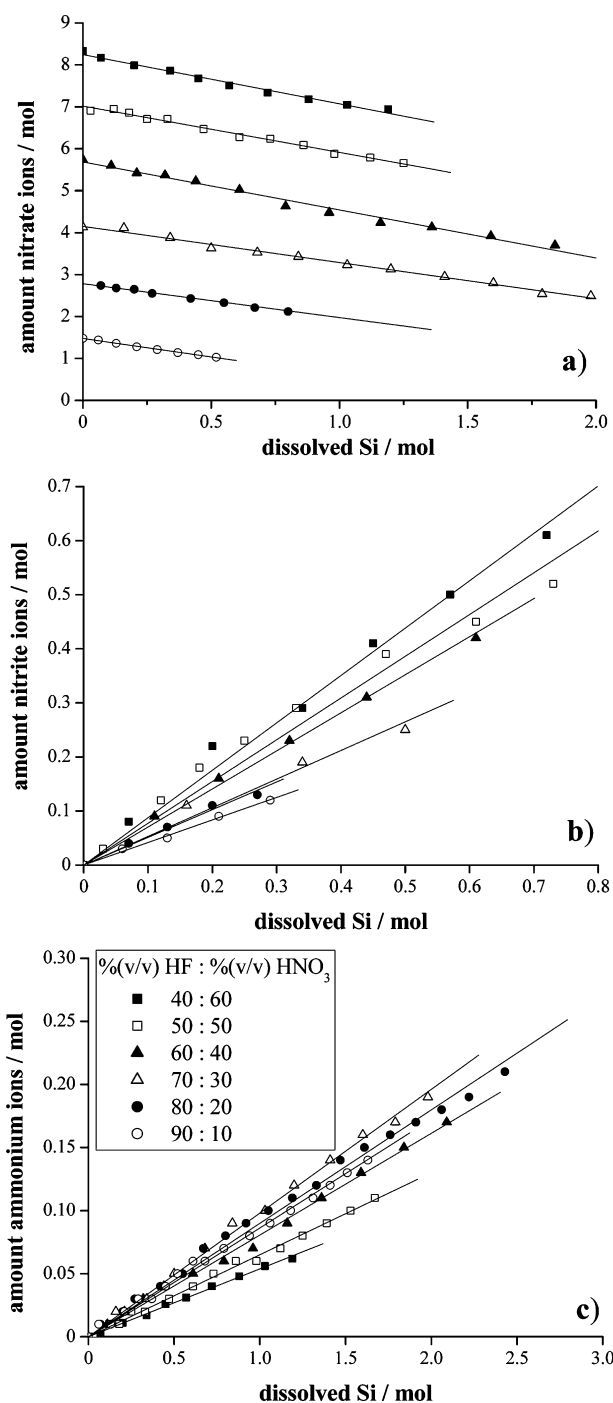 9
8
7
6
5
4
3
2
1
0
amount nitrate ions / mol
a)
0 0.5 1.0 1.5 2.0
dissolved Si / mol
0.7
0.6
0.5
0.4
0.3
0.2
0.1
0
amount nitrite ions / mol
b)
0 0.1 0.2 0.3 0.4 0.5 0.6 0.7 0.8
dissolved Si / mol
0.30
0.25
0.20
0.15
0.10
0.05
0
amount ammonium ions / mol
%(v/v) HF : %(v/v) HNO3
40 : 60
50 : 50
60 : 40
70 : 30
80 : 20
90 : 10
c)
0 0.5 1.0 1.5 2.0 2.5 3.0
dissolved Si / mol